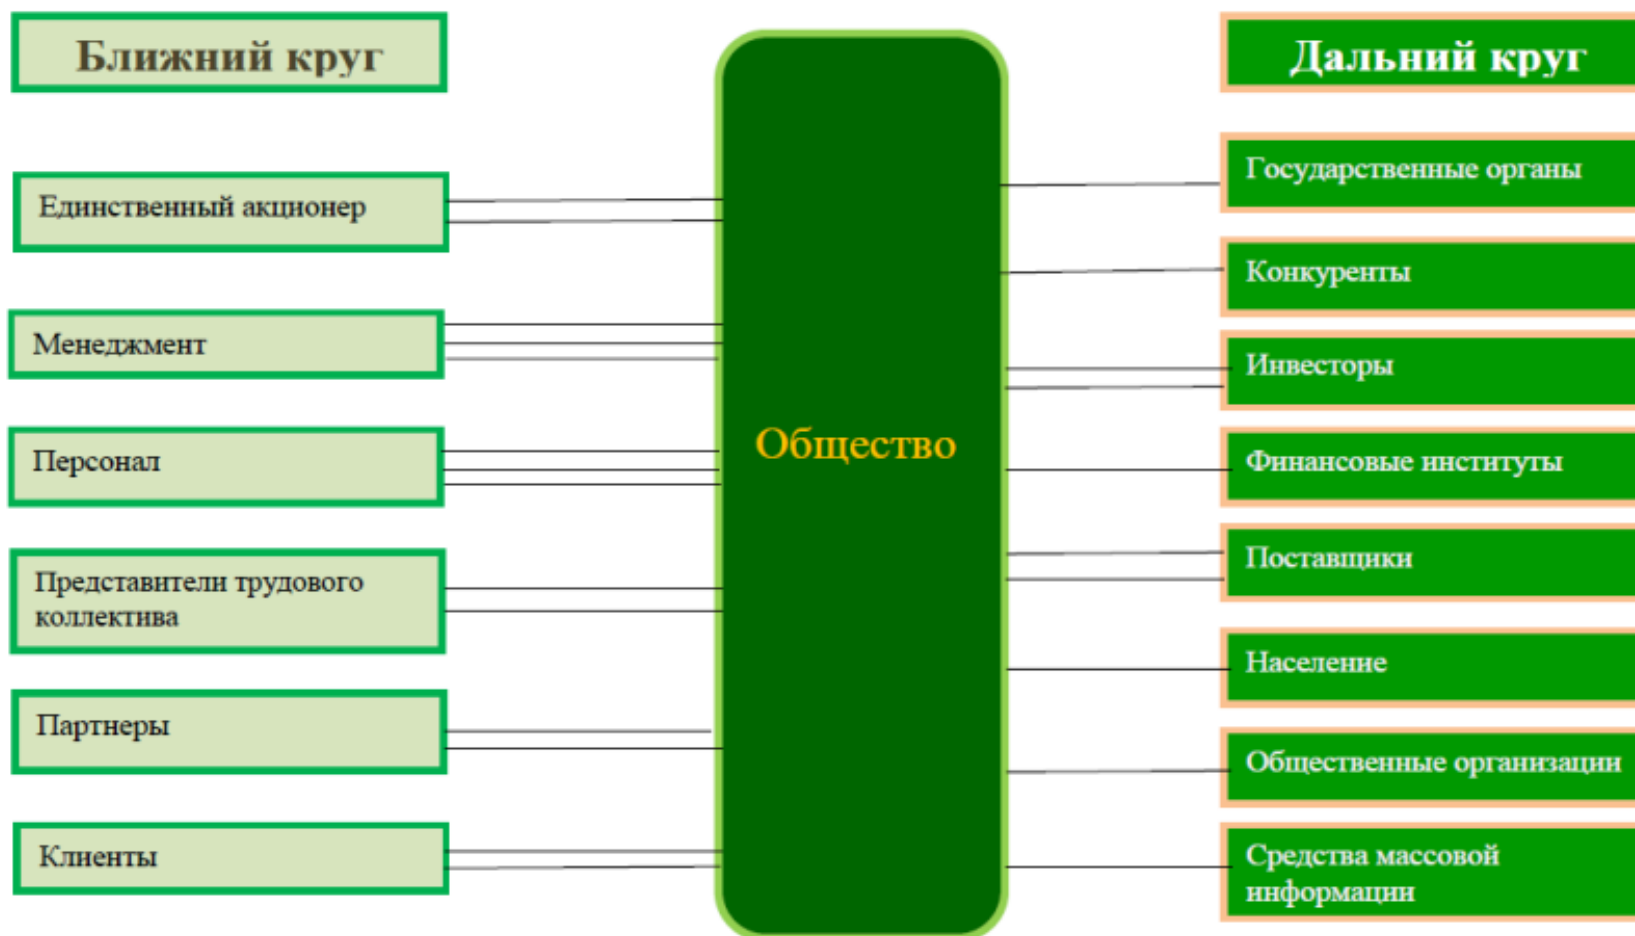 Ближний круг
Единственный акционер
Менеджмент
Персонал
Представители трудового
коллектива
Партнеры
Клиенты
Общество
Дальний круг
Государственные органы
Конкуренты
Инвесторы
Финансовые институты
Поставщики
Население
Общественные организации
Средства массовой
информации